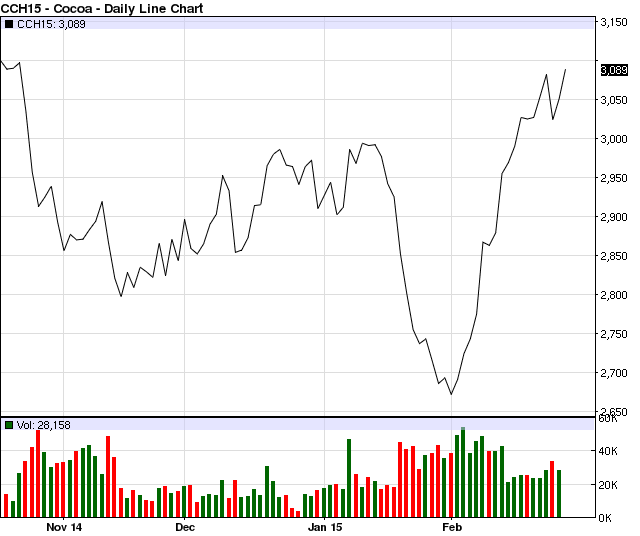 CCH15 - Cocoa - Daily Line Chart
CCH15: 3,089
3,150
3,089
3,050
3,000
2,950
2,900
2,850
2,800
2,750
2,700
2,650
60K
Vol: 28,158
40K
20K
0K
Nov 14 Dec Jan 15 Feb